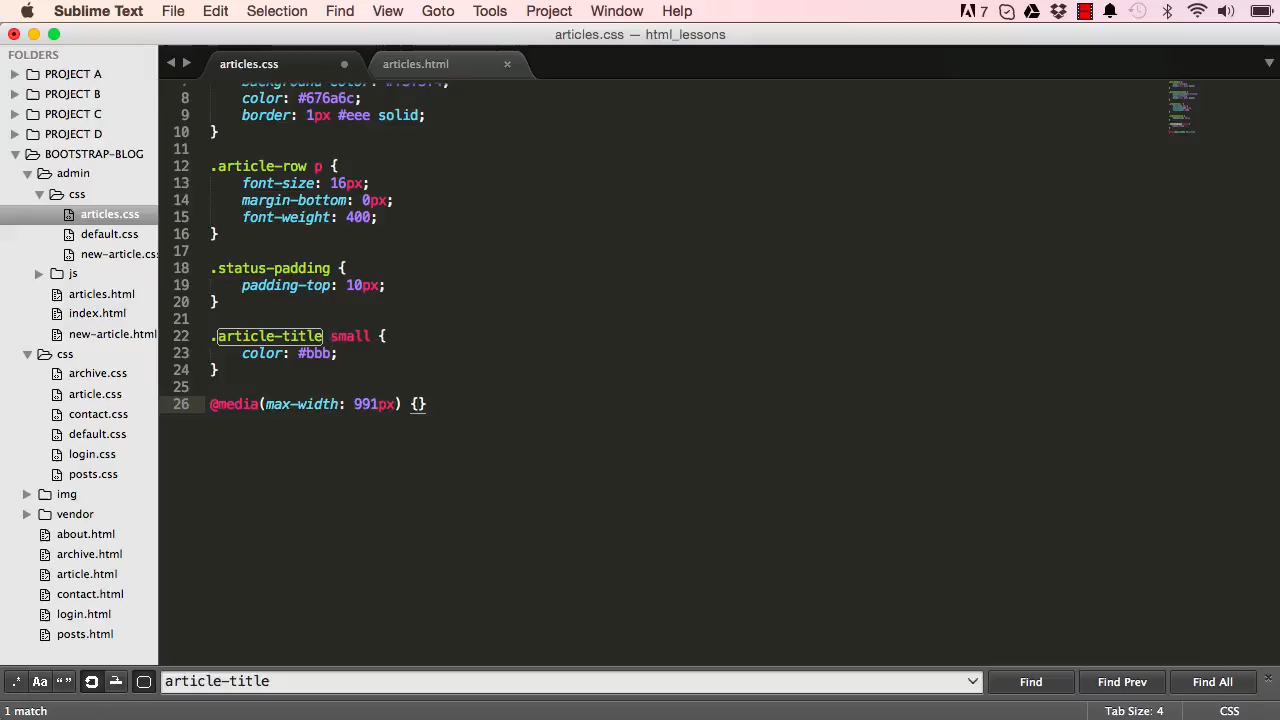 Sublime Text File Edit Selection Find View Goto Tools Project Window Help 7
articles.css — html_lessons
FOLDERS
PROJECT A
PROJECT B
PROJECT C
PROJECT D
BOOTSTRAP-BLOG
admin
css
articles.css
default.css
new-article.css
js
articles.html
index.html
new-article.html
css
archive.css
article.css
contact.css
default.css
login.css
posts.css
img
vendor
about.html
archive.html
article.html
contact.html
login.html
posts.html
articles.css articles.html
8 color: #676a6c;
9 border: 1px #eee solid;
10 }
11
12 .article-row p {
13 font-size: 16px;
14 margin-bottom: 0px;
15 font-weight: 400;
16 }
17
18 .status-padding {
19 padding-top: 10px;
20 }
21
22 .article-title small {
23 color: #bbb;
24 }
25
26 @media(max-width: 991px) {}
.* Aa “” article-title Find Find Prev Find All
1 match Tab Size: 4 CSS